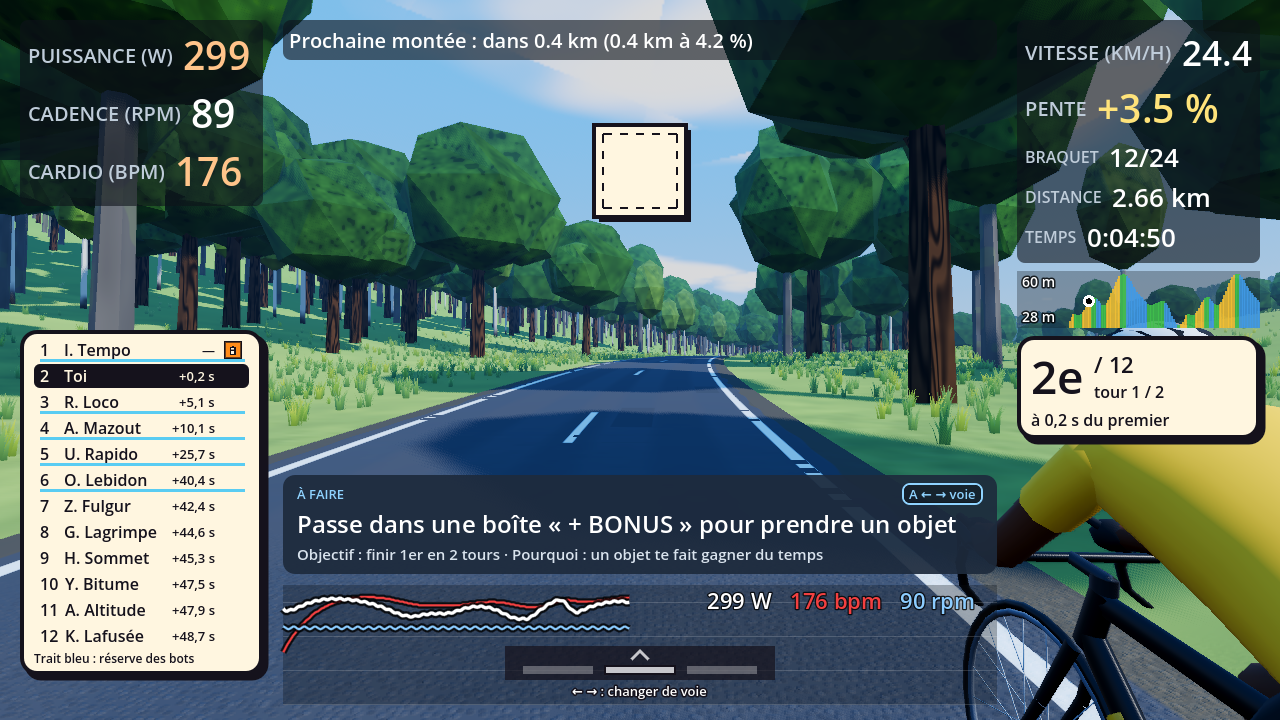 PUISSANCE (W) 299
CADENCE (RPM) 89
CARDIO (BPM) 176
Prochaine montée : dans 0.4 km (0.4 km à 4.2 %)
VITESSE (KM/H) 24.4
PENTE +3.5 %
BRAQUET 12/24
DISTANCE 2.66 km
TEMPS 0:04:50
60 m
28 m
2e / 12
tour 1 / 2
à 0,2 s du premier
1 I. Tempo —
2 Toi +0,2 s
3 R. Loco +5,1 s
4 A. Mazout +10,1 s
5 U. Rapido +25,7 s
6 O. Lebidon +40,4 s
7 Z. Fulgur +42,4 s
8 G. Lagrimpe +44,6 s
9 H. Sommet +45,3 s
10 Y. Bitume +47,5 s
11 A. Altitude +47,9 s
12 K. Lafusée +48,7 s
Trait bleu : réserve des bots
À FAIRE
A ← → voie
Passe dans une boîte « + BONUS » pour prendre un objet
Objectif : finir 1er en 2 tours · Pourquoi : un objet te fait gagner du temps
299 W 176 bpm 90 rpm
← → : changer de voie